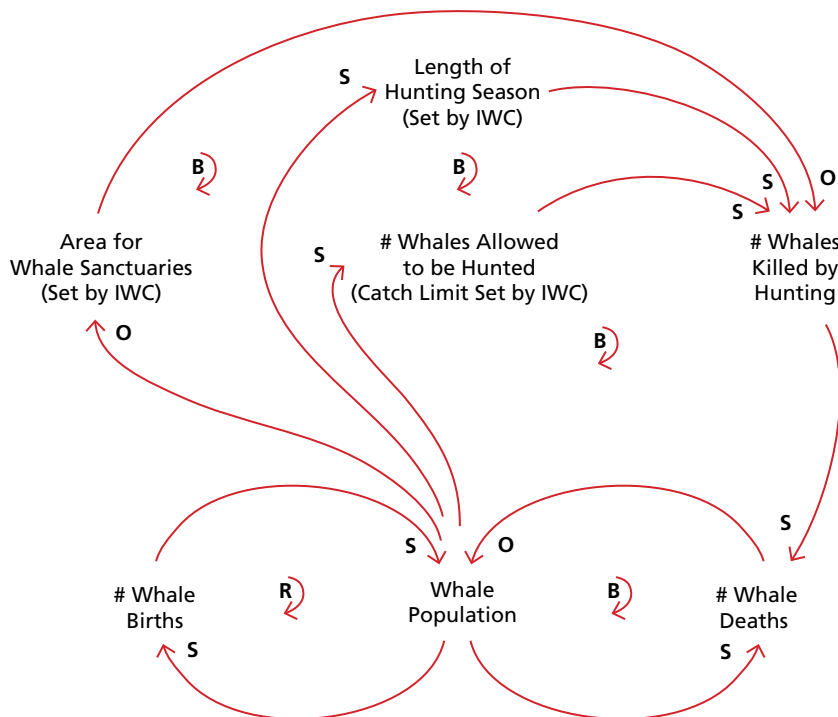 S
Length of
Hunting Season
(Set by IWC)
B
B
S
O
S
Area for
Whale Sanctuaries
(Set by IWC)
S
# Whales Allowed
to be Hunted
(Catch Limit Set by IWC)
# Whales
Killed by
Hunting
O
B
S
S
O
# Whale
Births
R
Whale
Population
B
# Whale
Deaths
S
S